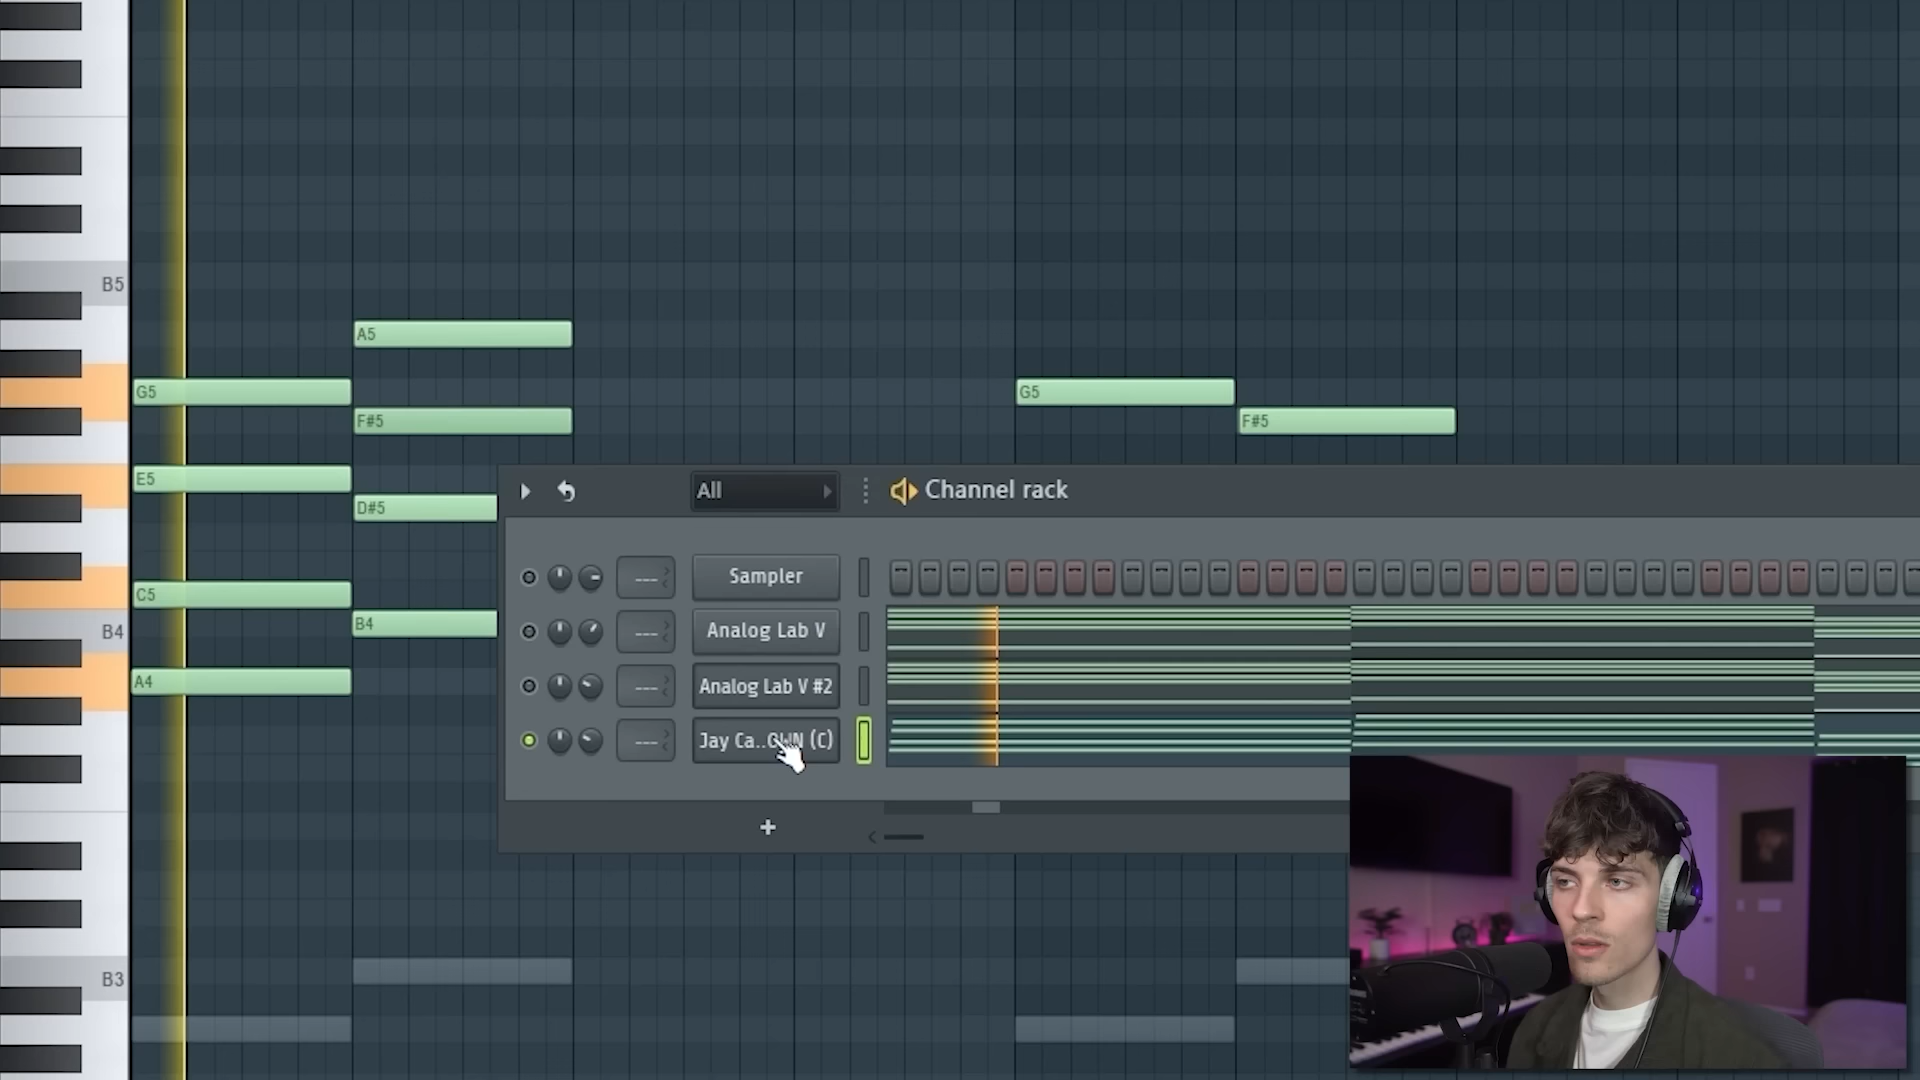 B5
A5
G5
G5
F#5
F#5
E5
All
Channel rack
D#5
Sampler
C5
B4
B4
Analog Lab V
A4
Analog Lab V #2
Jay Ca.. (C)
+
B3